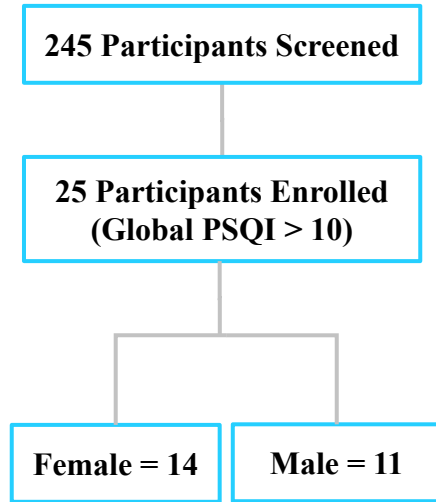 245 Participants Screened
25 Participants Enrolled
(Global PSQI > 10)
Female = 14
Male = 11